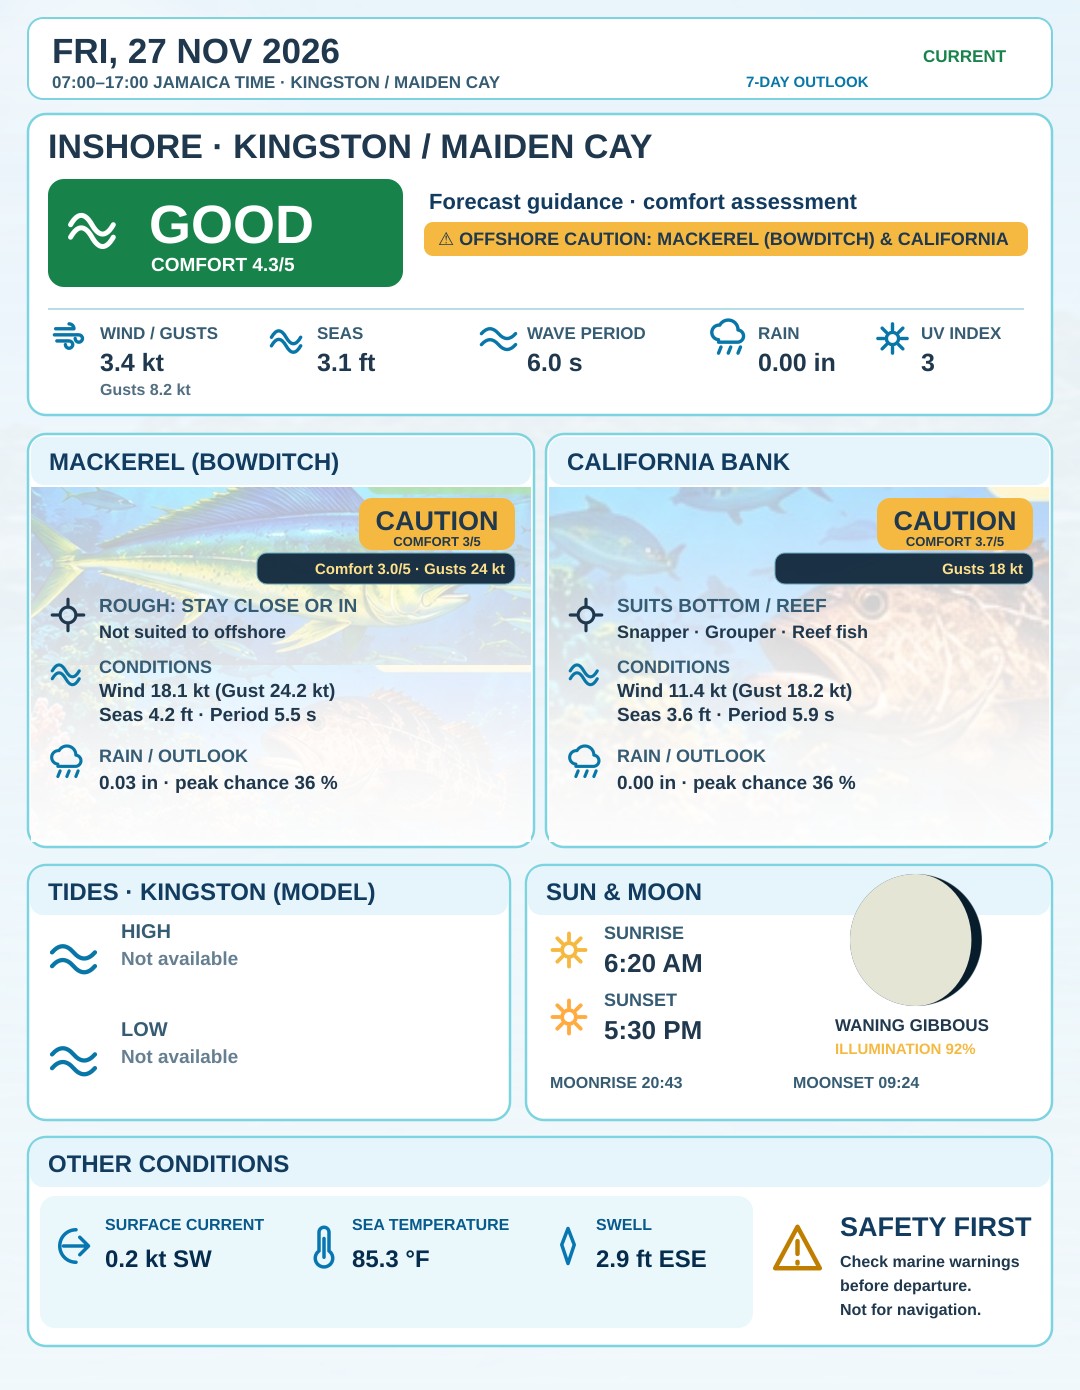 FRI, 27 NOV 2026
07:00–17:00 JAMAICA TIME · KINGSTON / MAIDEN CAY
7-DAY OUTLOOK
CURRENT
INSHORE · KINGSTON / MAIDEN CAY
GOOD
COMFORT 4.3/5
Forecast guidance · comfort assessment
⚠ OFFSHORE CAUTION: MACKEREL (BOWDITCH) & CALIFORNIA
WIND / GUSTS
3.4 kt
Gusts 8.2 kt
SEAS
3.1 ft
WAVE PERIOD
6.0 s
RAIN
0.00 in
UV INDEX
3
MACKEREL (BOWDITCH)
CAUTION
COMFORT 3/5
Comfort 3.0/5 · Gusts 24 kt
ROUGH: STAY CLOSE OR IN
Not suited to offshore
CONDITIONS
Wind 18.1 kt (Gust 24.2 kt)
Seas 4.2 ft · Period 5.5 s
RAIN / OUTLOOK
0.03 in · peak chance 36 %
CALIFORNIA BANK
CAUTION
COMFORT 3.7/5
Gusts 18 kt
SUITS BOTTOM / REEF
Snapper · Grouper · Reef fish
CONDITIONS
Wind 11.4 kt (Gust 18.2 kt)
Seas 3.6 ft · Period 5.9 s
RAIN / OUTLOOK
0.00 in · peak chance 36 %
TIDES · KINGSTON (MODEL)
HIGH
Not available
LOW
Not available
SUN & MOON
SUNRISE
6:20 AM
SUNSET
5:30 PM
WANING GIBBOUS
ILLUMINATION 92%
MOONRISE 20:43
MOONSET 09:24
OTHER CONDITIONS
SURFACE CURRENT
0.2 kt SW
SEA TEMPERATURE
85.3 °F
SWELL
2.9 ft ESE
SAFETY FIRST
Check marine warnings
before departure.
Not for navigation.